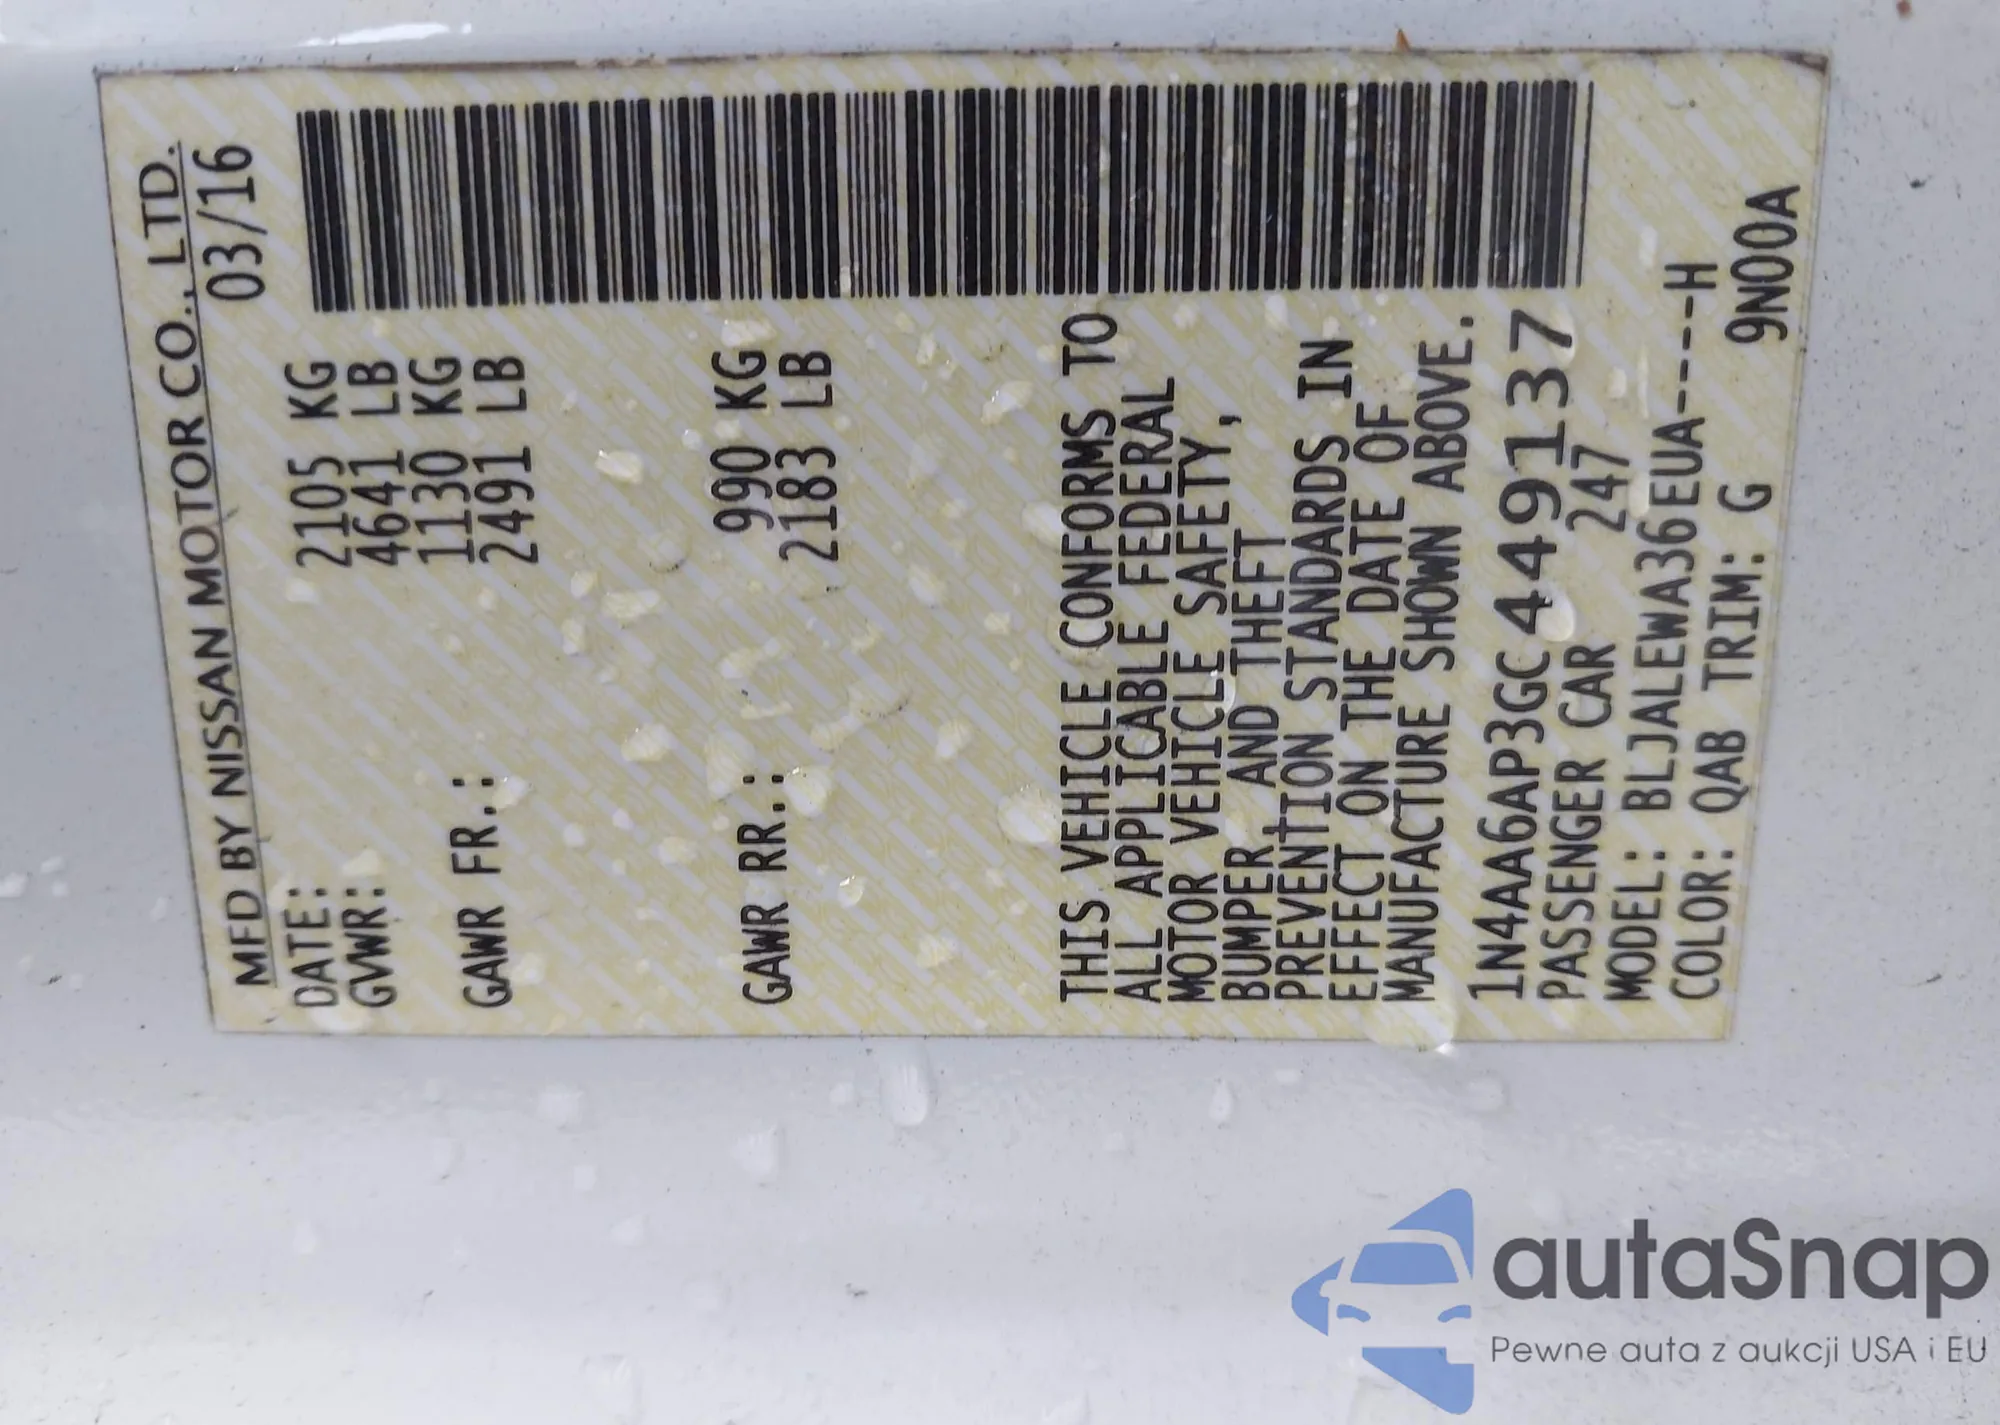 MFD BY NISSAN MOTOR CO., LTD.
DATE: 03/16
GVWR: 2105 KG
4641 LB
GAWR FR.: 1130 KG
2491 LB
GAWR RR.: 990 KG
2183 LB
THIS VEHICLE CONFORMS TO
ALL APPLICABLE FEDERAL
MOTOR VEHICLE SAFETY,
BUMPER AND THEFT
PREVENTION STANDARDS IN
EFFECT ON THE DATE OF
MANUFACTURE SHOWN ABOVE.
1N4AA6AP3GC449137
PASSENGER CAR 247
MODEL: BLJALEWA36EUA----H
COLOR: QAB TRIM: G 9N00A
autaSnap
Pewne auta z aukcji USA i EU